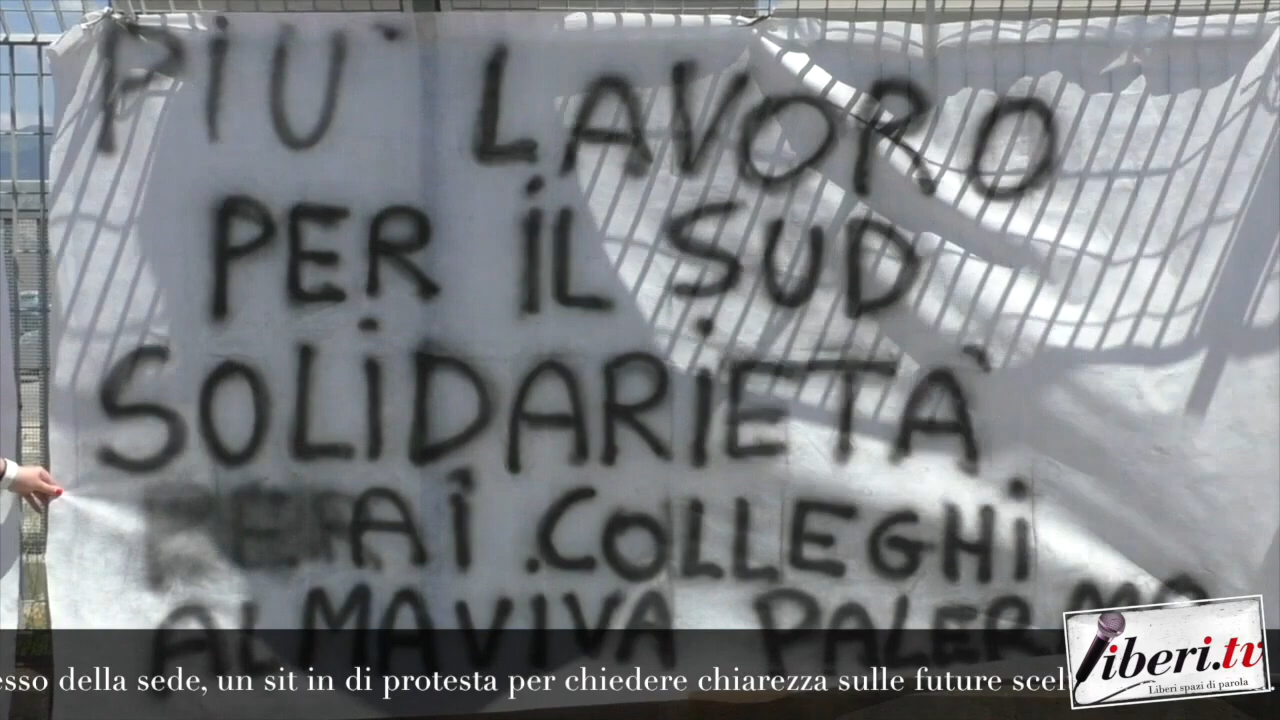 PIU' LAVORO
PER IL SUD
SOLIDARIETÀ
AI COLLEGHI
ALMAVIVA PALERMO
esso della sede, un sit in di protesta per chiedere chiarezza sulle future scel
liberi.tv
Liberi spazi di parola